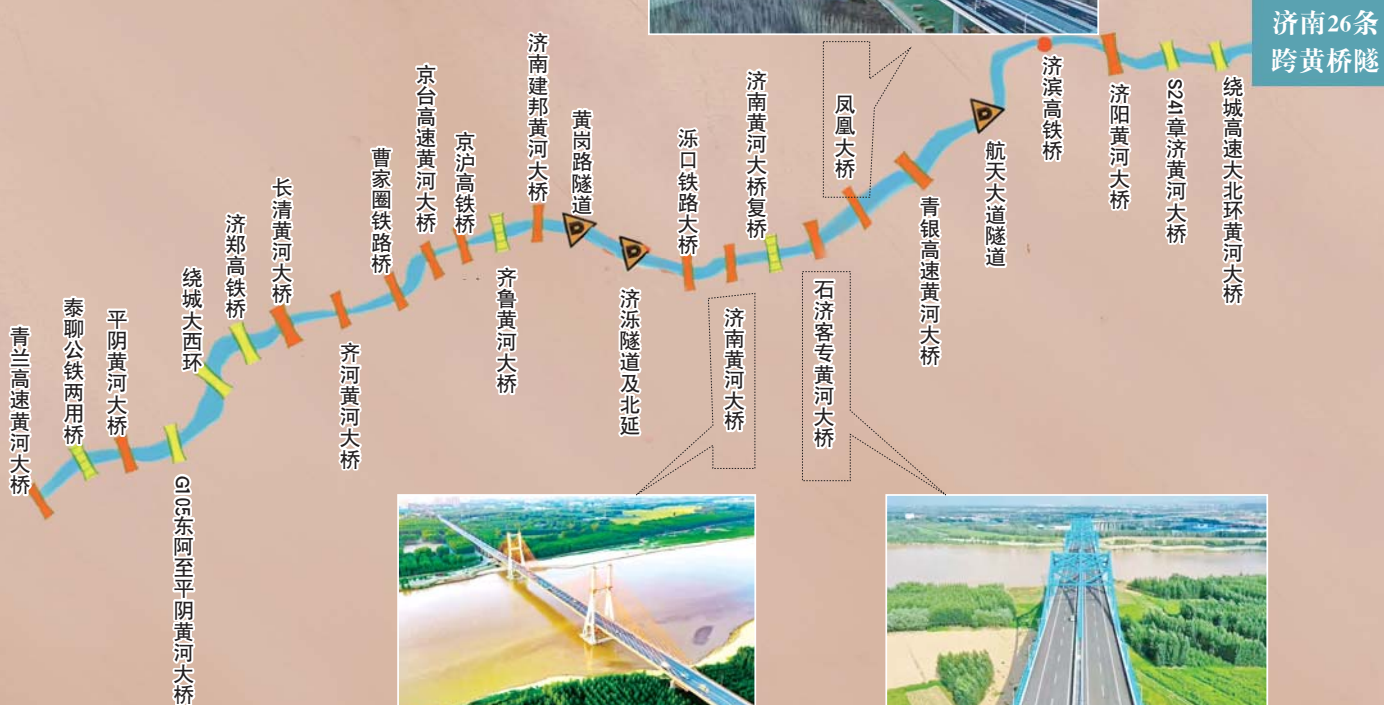 济南26条
跨黄桥隧
青兰高速黄河大桥
泰聊公铁两用桥
平阴黄河大桥
G105东阿至平阴黄河大桥
绕城大西环
济郑高铁桥
长清黄河大桥
齐河黄河大桥
曹家圈铁路桥
京台高速黄河大桥
京沪高铁桥
齐鲁黄河大桥
济南建邦黄河大桥
黄岗路隧道
济泺隧道及北延
泺口铁路大桥
济南黄河大桥
济南黄河大桥复桥
石济客专黄河大桥
凤凰大桥
青银高速黄河大桥
航天大道隧道
济滨高铁桥
济阳黄河大桥
S241章济黄河大桥
绕城高速大北环黄河大桥